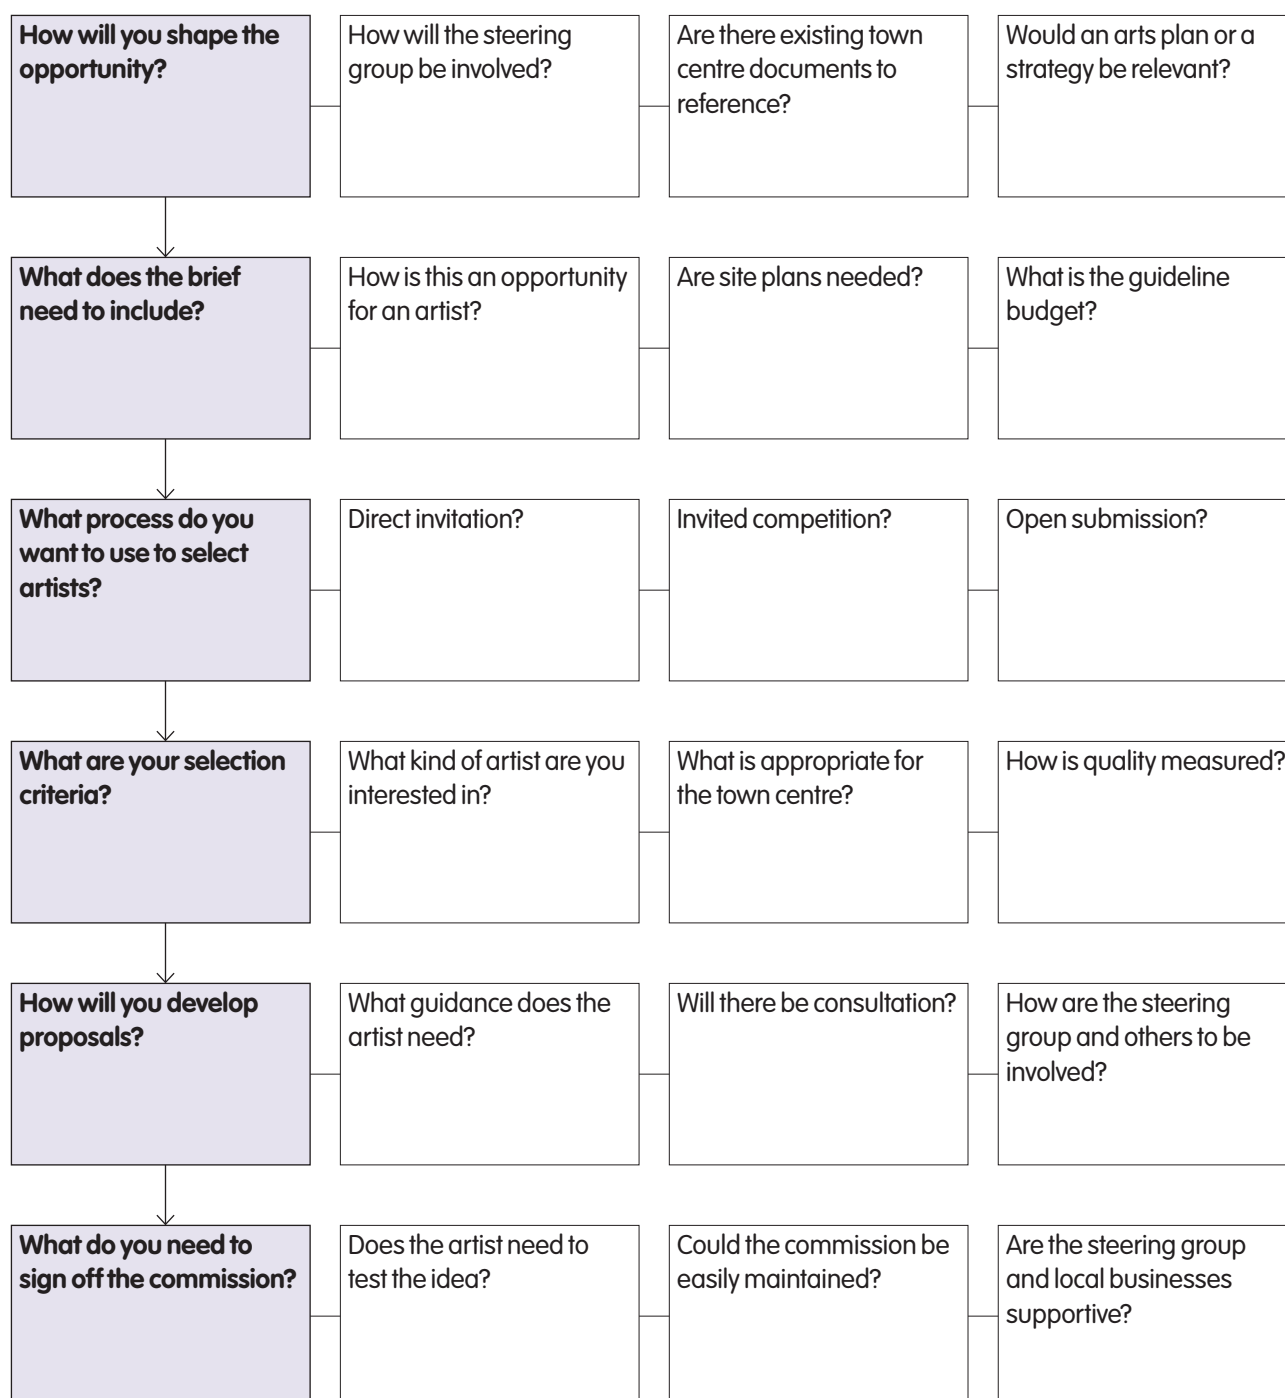 How will you shape the
opportunity?
How will the steering
group be involved?
Are there existing town
centre documents to
reference?
Would an arts plan or a
strategy be relevant?
What does the brief
need to include?
How is this an opportunity
for an artist?
Are site plans needed?
What is the guideline
budget?
What process do you
want to use to select
artists?
Direct invitation?
Invited competition?
Open submission?
What are your selection
criteria?
What kind of artist are you
interested in?
What is appropriate for
the town centre?
How is quality measured?
How will you develop
proposals?
What guidance does the
artist need?
Will there be consultation?
How are the steering
group and others to be
involved?
What do you need to
sign off the commission?
Does the artist need to
test the idea?
Could the commission be
easily maintained?
Are the steering group
and local businesses
supportive?